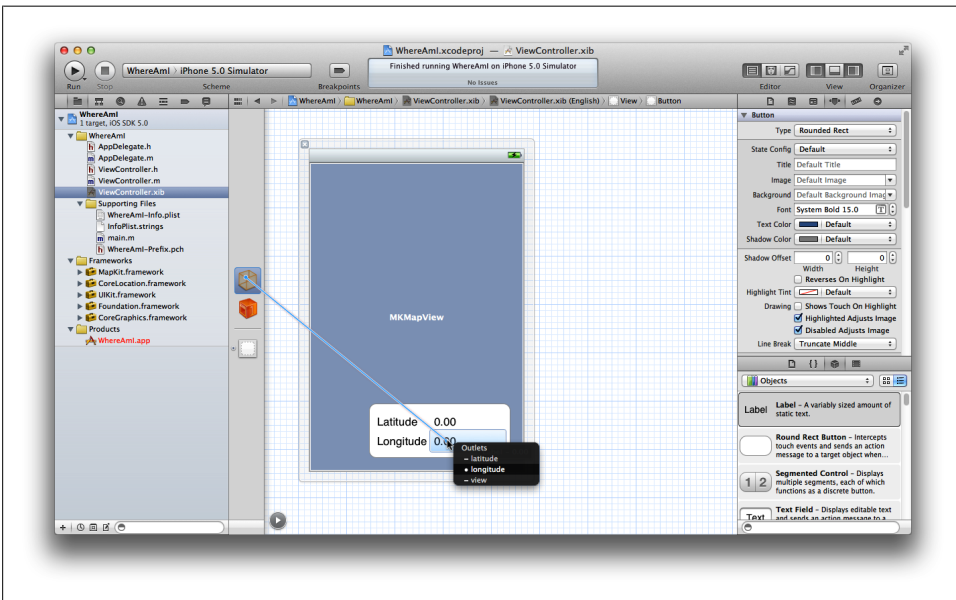 WhereAmI.xcodeproj — ViewController.xib
Run
Stop
WhereAmI › iPhone 5.0 Simulator
Scheme
Breakpoints
Finished running WhereAmI on iPhone 5.0 Simulator
No Issues
Editor
View
Organizer
WhereAmI › WhereAmI › ViewController.xib › ViewController.xib (English) › View › Button
WhereAmI
1 target, iOS SDK 5.0
WhereAmI
h AppDelegate.h
m AppDelegate.m
h ViewController.h
m ViewController.m
ViewController.xib
Supporting Files
WhereAmI-Info.plist
InfoPlist.strings
m main.m
h WhereAmI-Prefix.pch
Frameworks
MapKit.framework
CoreLocation.framework
UIKit.framework
Foundation.framework
CoreGraphics.framework
Products
WhereAmI.app
MKMapView
Latitude 0.00
Longitude 0.00
Outlets
– latitude
• longitude
– view
Button
Type Rounded Rect
State Config Default
Title Default Title
Image Default Image
Background Default Background Imag
Font System Bold 15.0 T
Text Color Default
Shadow Color Default
Shadow Offset 0 0
Width Height
Reverses On Highlight
Highlight Tint Default
Drawing Shows Touch On Highlight
Highlighted Adjusts Image
Disabled Adjusts Image
Line Break Truncate Middle
{}
Objects
Label
Label – A variably sized amount of
static text.
Round Rect Button – Intercepts
touch events and sends an action
message to a target object when...
1 2
Segmented Control – Displays
multiple segments, each of which
functions as a discrete button.
Text
Text Field – Displays editable text
and sends an action message to a